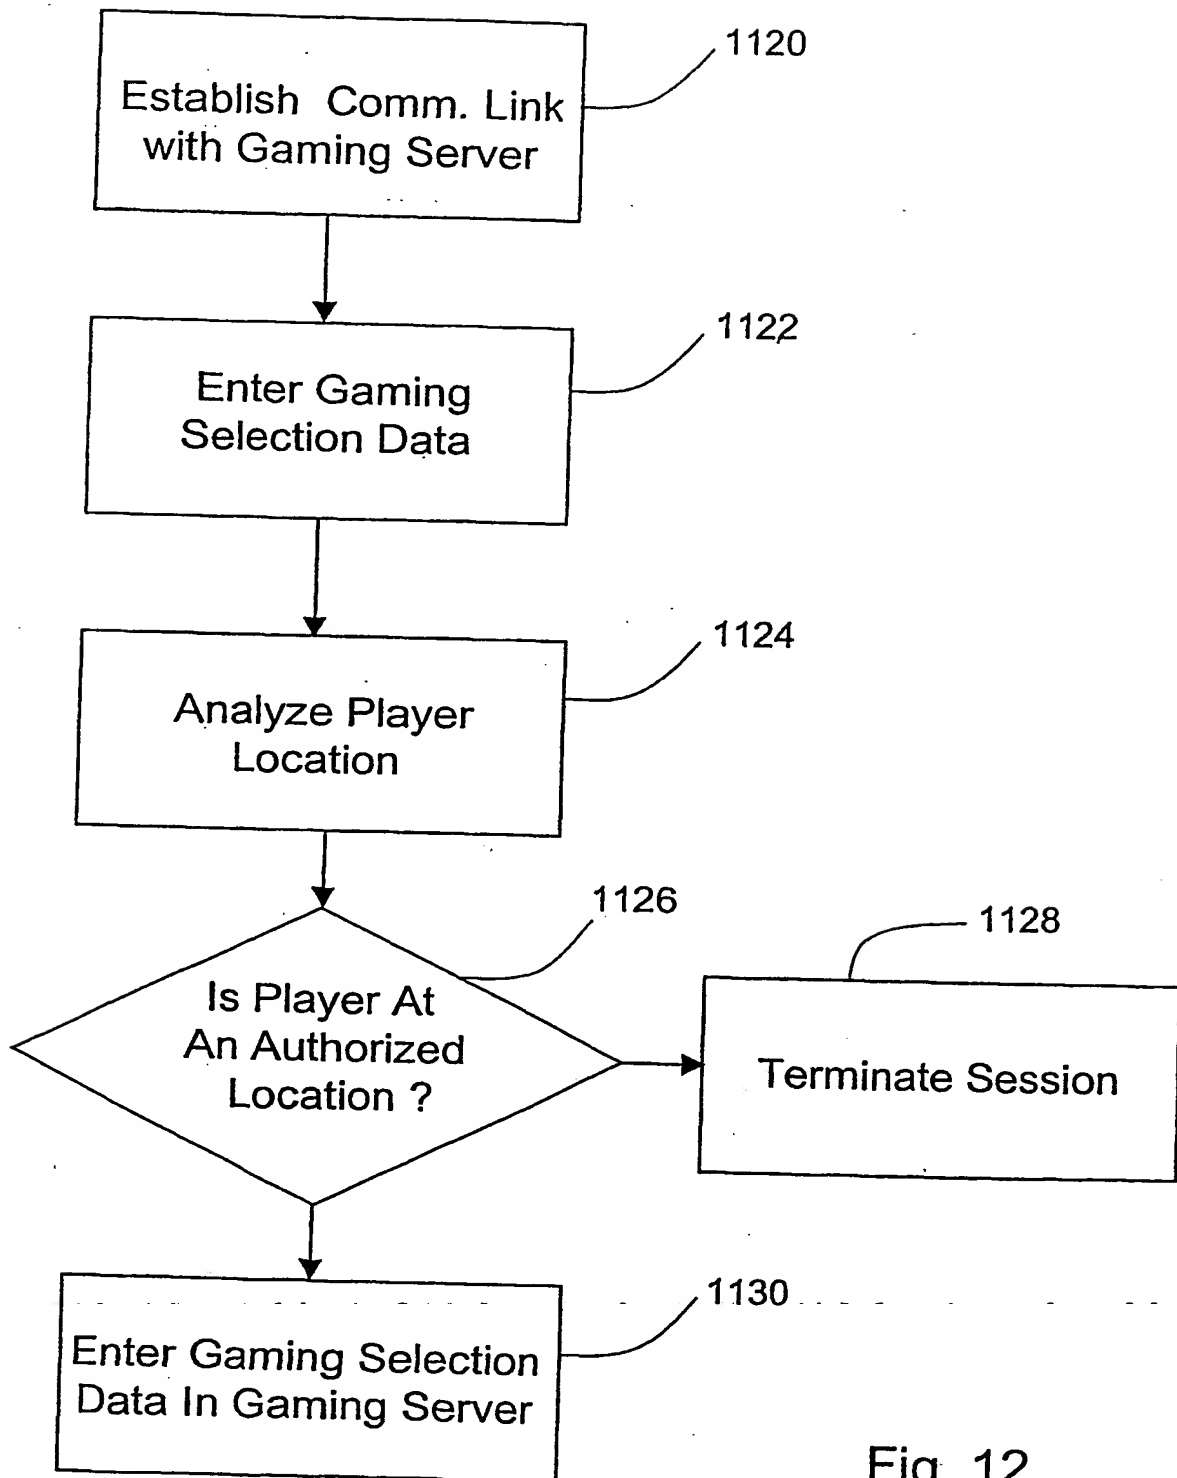 1120
Establish Comm. Link
with Gaming Server
1122
Enter Gaming
Selection Data
1124
Analyze Player
Location
1126
Is Player At
An Authorized
Location ?
1128
Terminate Session
1130
Enter Gaming Selection
Data In Gaming Server
Fig. 12